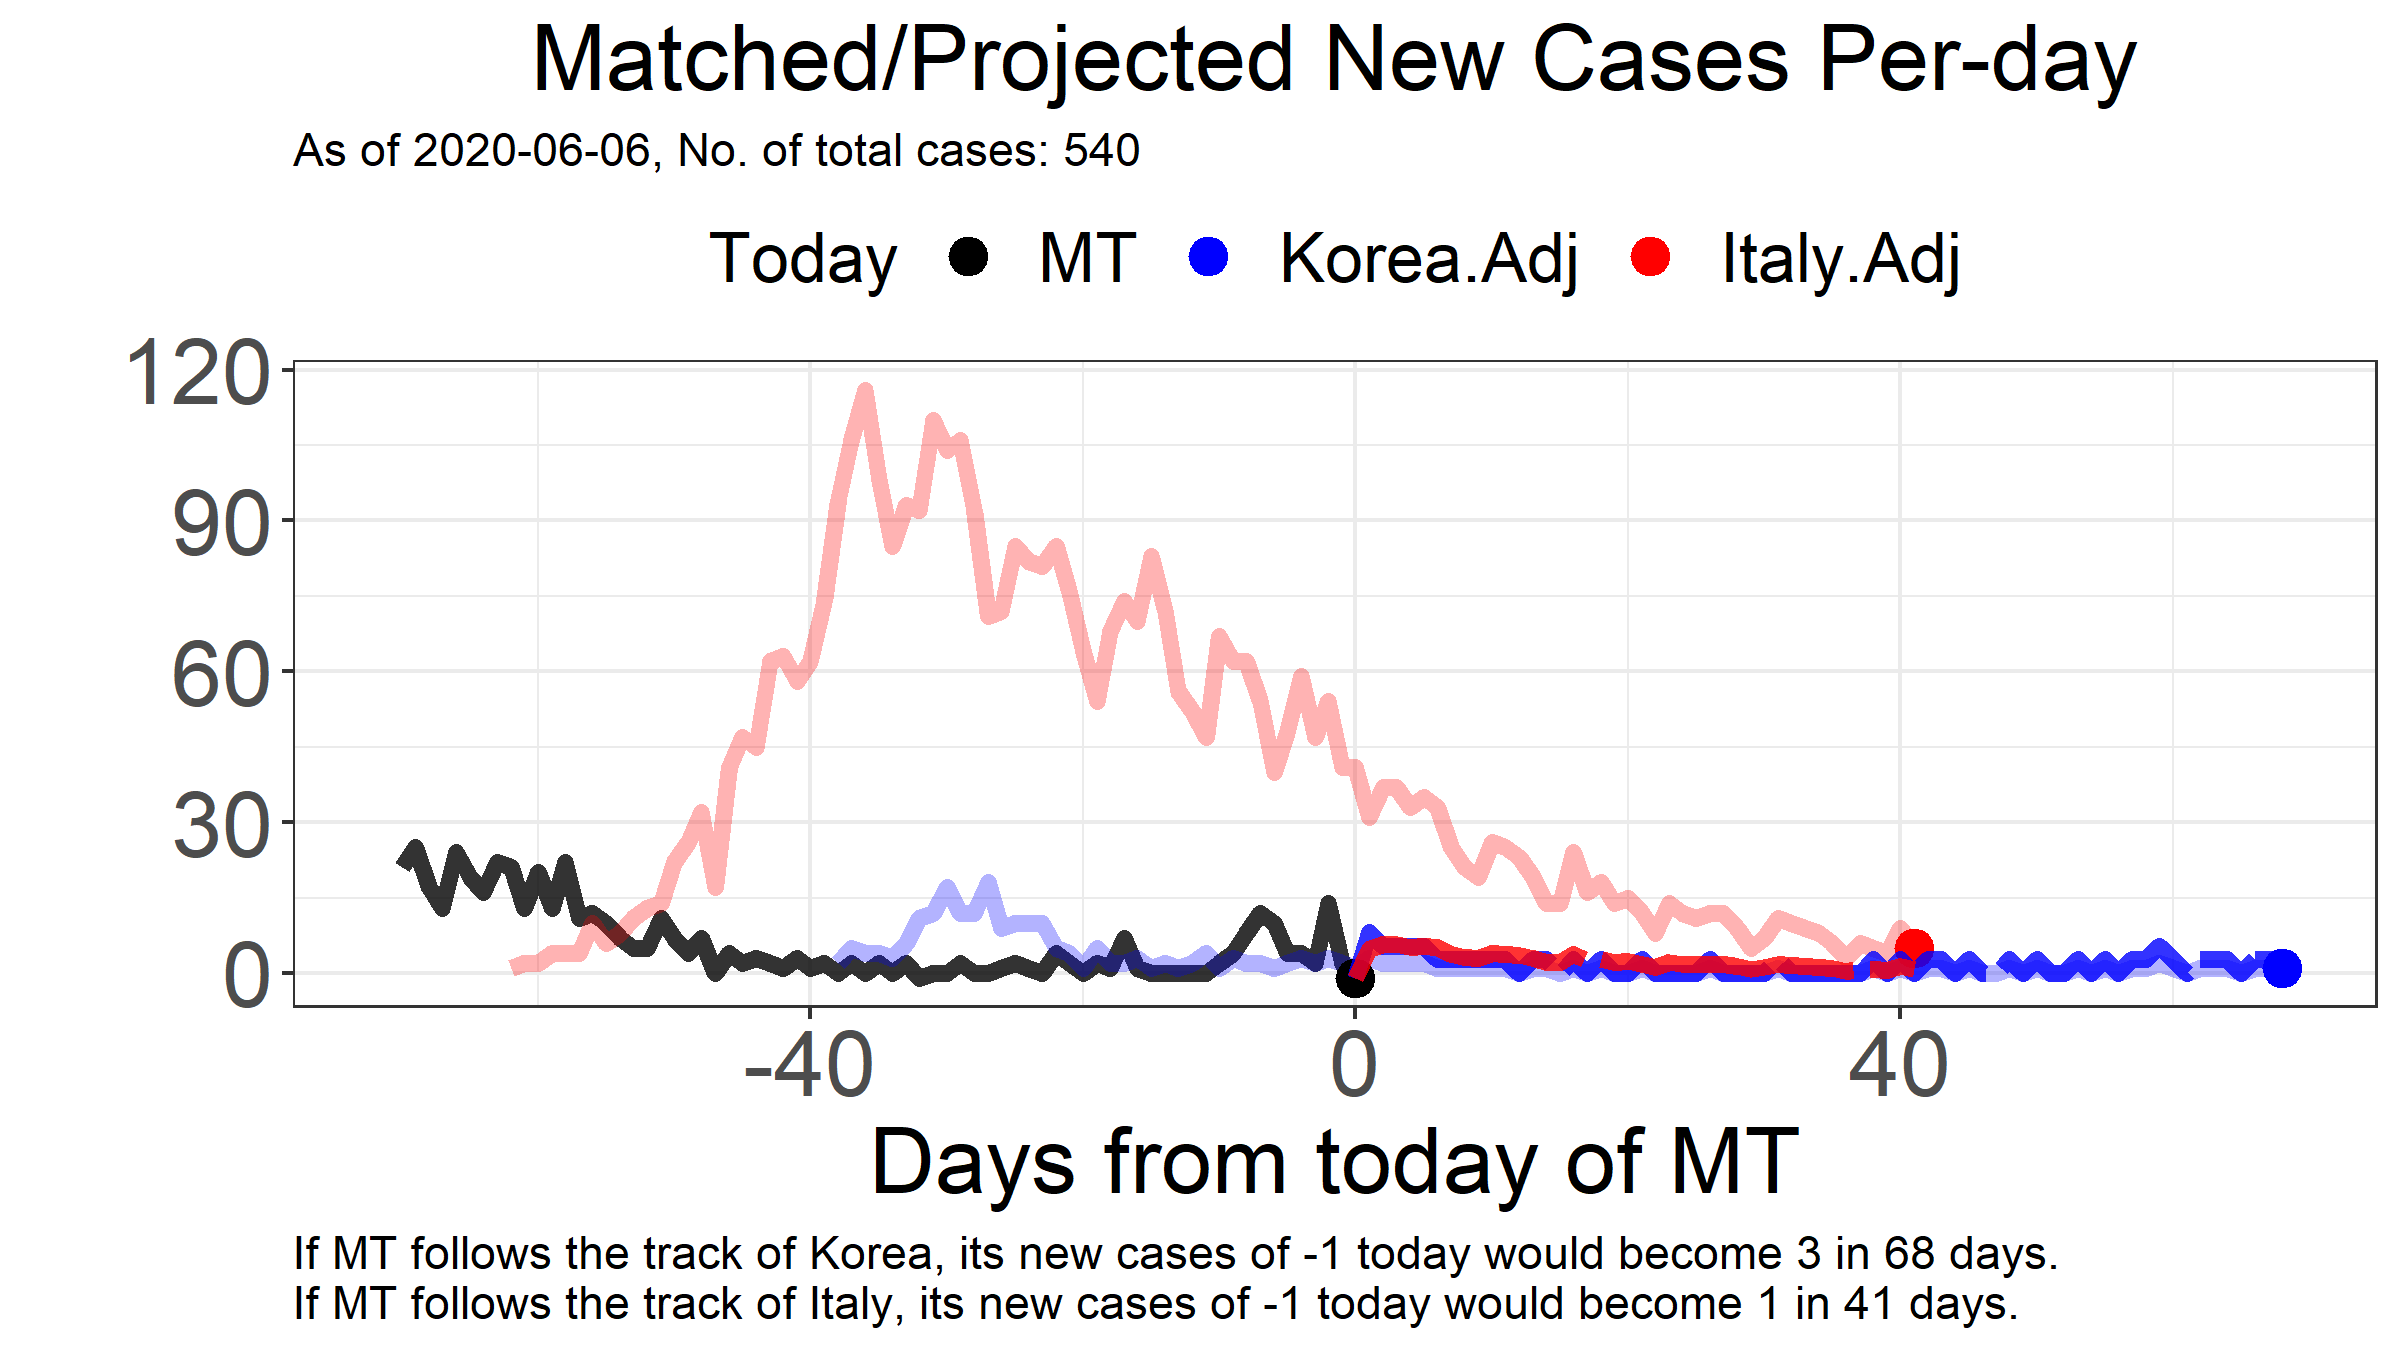 Matched/Projected New Cases Per-day
As of 2020-06-06, No. of total cases: 540
Today MT Korea.Adj Italy.Adj
120
90
60
30
0
-40 0 40
Days from today of MT
If MT follows the track of Korea, its new cases of -1 today would become 3 in 68 days.
If MT follows the track of Italy, its new cases of -1 today would become 1 in 41 days.